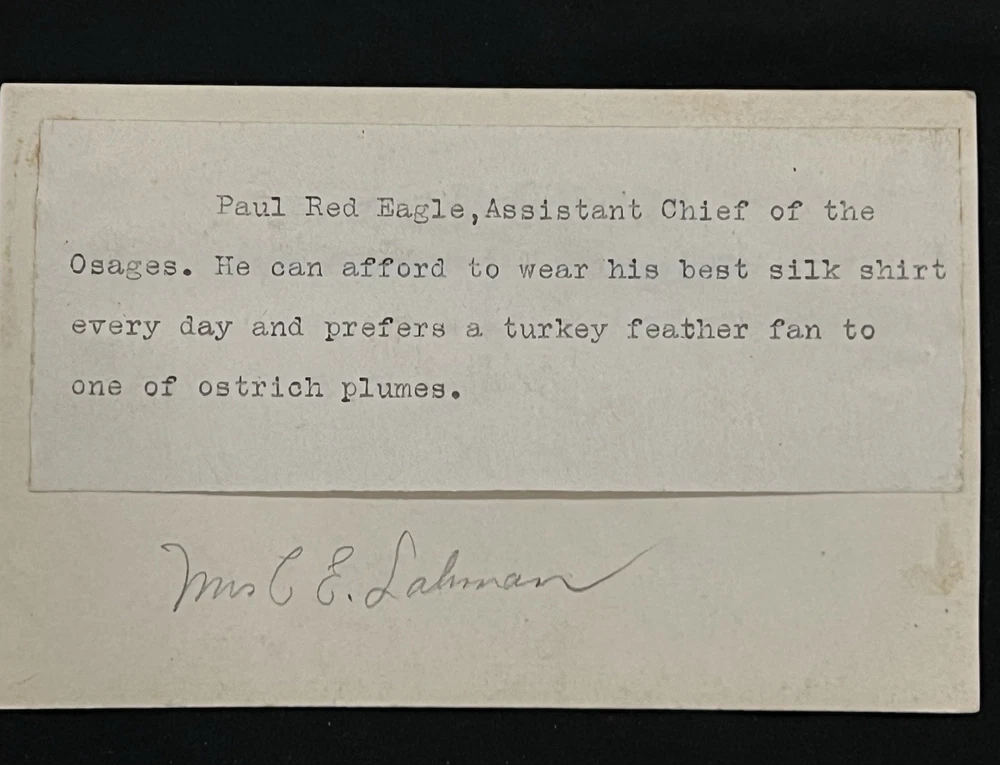 Paul Red Eagle,Assistant Chief of the
Osages. He can afford to wear his best silk shirt
every day and prefers a turkey feather fan to
one of ostrich plumes.
Mrs C E. Lahman